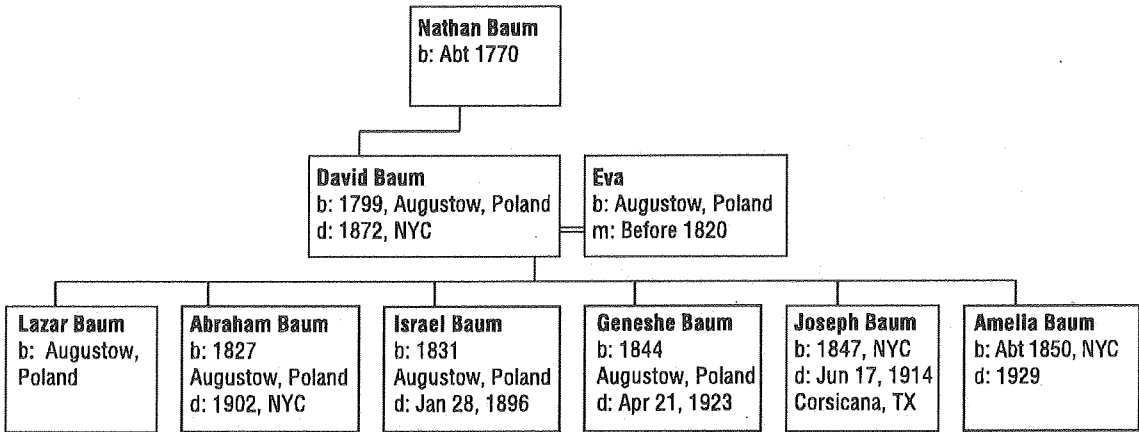 Nathan Baum
b: Abt 1770
David Baum
b: 1799, Augustow, Poland
d: 1872, NYC
Eva
b: Augustow, Poland
m: Before 1820
Lazar Baum
b: Augustow,
Poland
Abraham Baum
b: 1827
Augustow, Poland
d: 1902, NYC
Israel Baum
b: 1831
Augustow, Poland
d: Jan 28, 1896
Geneshe Baum
b: 1844
Augustow, Poland
d: Apr 21, 1923
Joseph Baum
b: 1847, NYC
d: Jun 17, 1914
Corsicana, TX
Amelia Baum
b: Abt 1850, NYC
d: 1929